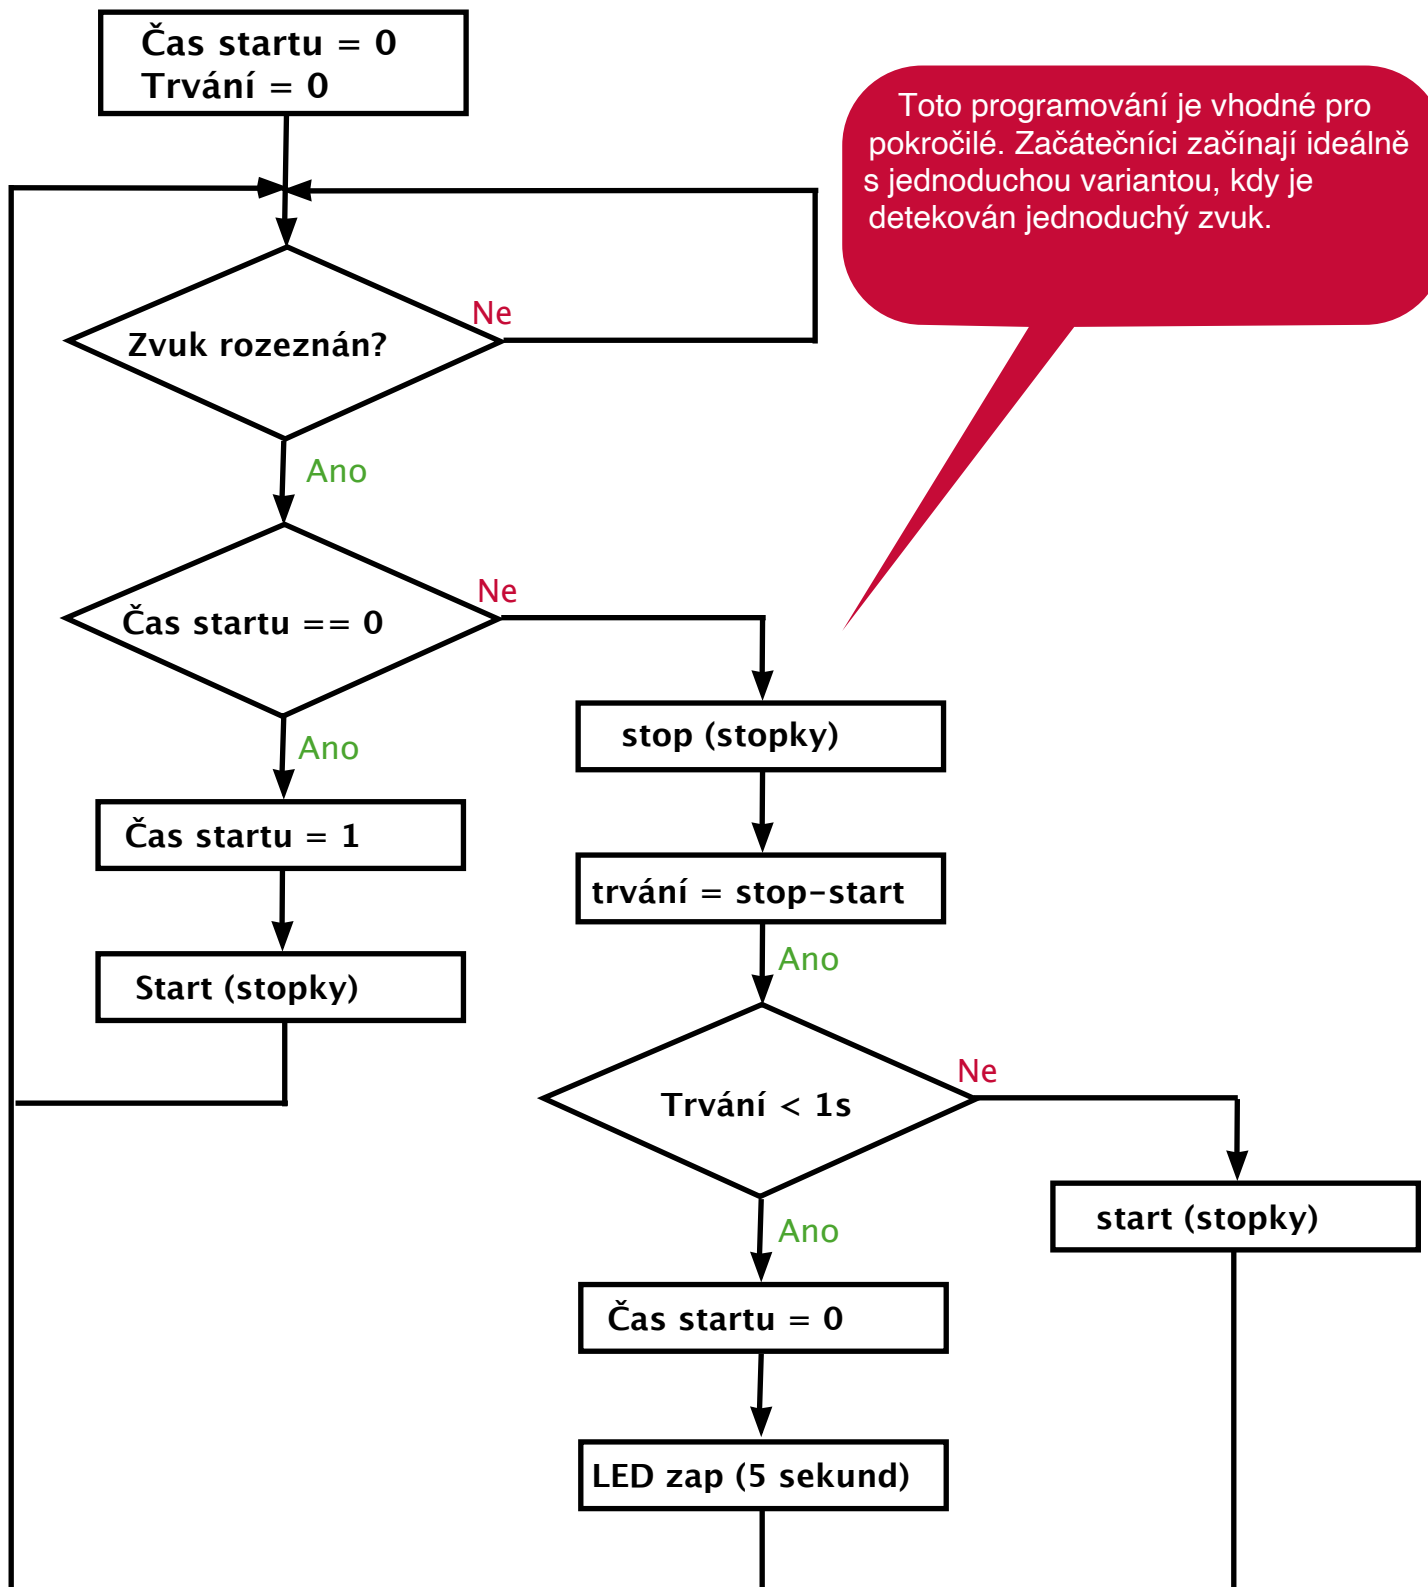 Čas startu = 0
Trvání = 0
Toto programování je vhodné pro
pokročilé. Začátečníci začínají ideálně
s jednoduchou variantou, kdy je
detekován jednoduchý zvuk.
Zvuk rozeznán?
Ne
Ano
Čas startu == 0
Ne
Ano
stop (stopky)
Čas startu = 1
trvání = stop-start
Ano
Start (stopky)
Trvání < 1s
Ne
Ano
start (stopky)
Čas startu = 0
LED zap (5 sekund)